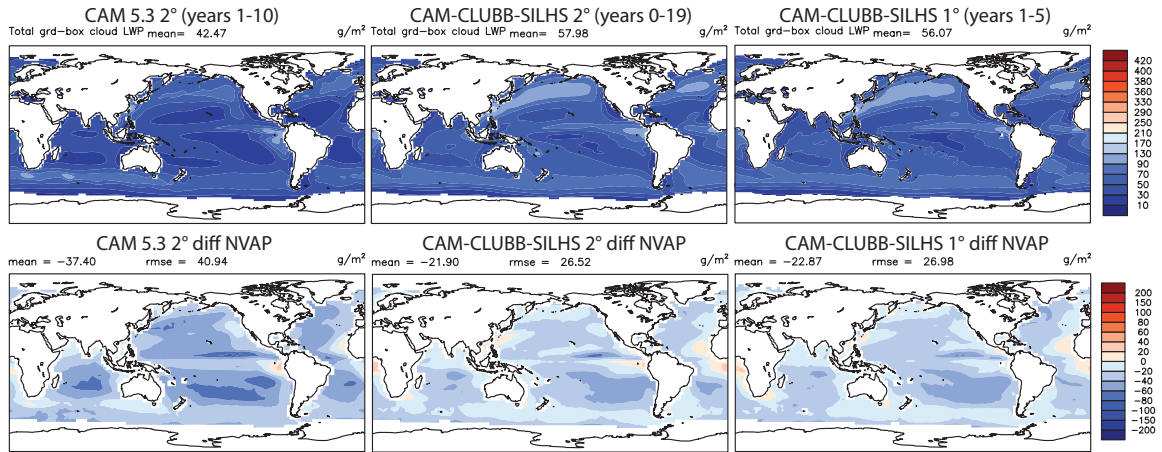 CAM 5.3 2° (years 1-10)
Total grd-box cloud LWP mean= 42.47 g/m²
CAM-CLUBB-SILHS 2° (years 0-19)
Total grd-box cloud LWP mean= 57.98 g/m²
CAM-CLUBB-SILHS 1° (years 1-5)
Total grd-box cloud LWP mean= 56.07 g/m²
420
400
380
360
330
290
250
210
170
130
90
70
50
30
10
CAM 5.3 2° diff NVAP
mean = -37.40 rmse = 40.94 g/m²
CAM-CLUBB-SILHS 2° diff NVAP
mean = -21.90 rmse = 26.52 g/m²
CAM-CLUBB-SILHS 1° diff NVAP
mean = -22.87 rmse = 26.98 g/m²
200
150
100
80
60
40
20
0
-20
-40
-60
-80
-100
-150
-200